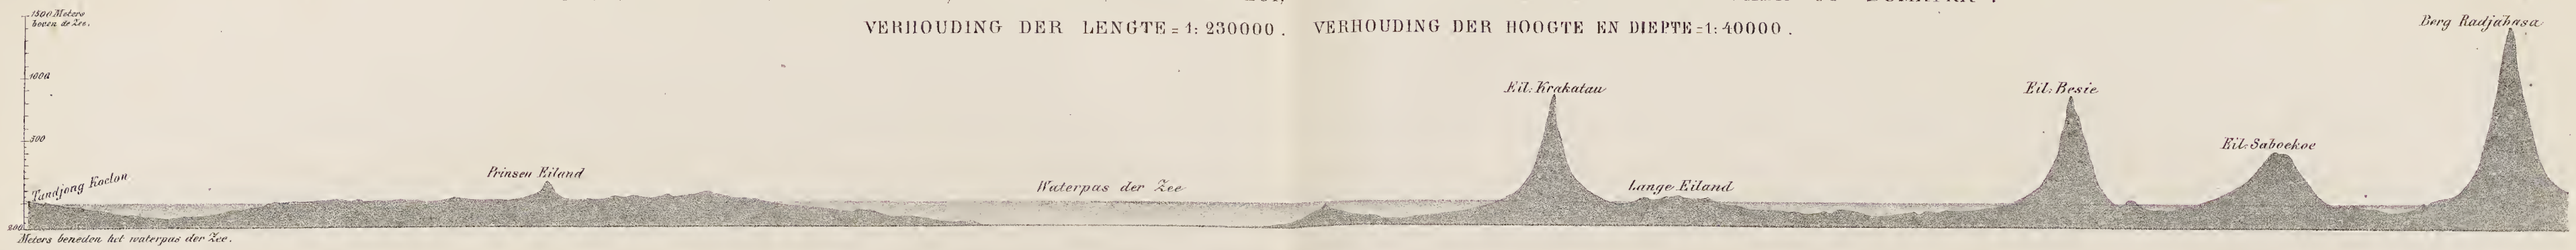 1500 Meters
boven de Zee.
VERHOUDING DER LENGTE = 1: 230000. VERHOUDING DER HOOGTE EN DIEPTE = 1: 40000.
Berg Radjabasa
1000
Eil: Krakatau
Eil: Besie
500
Eil: Saboekoe
Prinsen Eiland
Tandjong Koelon
Waterpas der Zee
Lange Eiland
200
Meters beneden het waterpas der Zee.